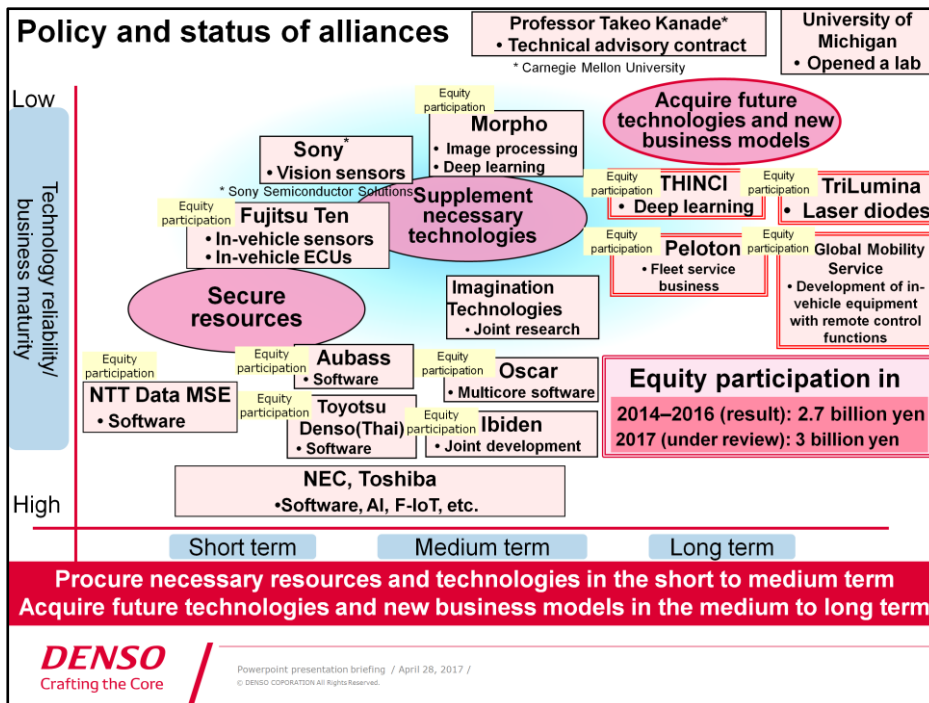 Policy and status of alliances
Professor Takeo Kanade*
• Technical advisory contract
* Carnegie Mellon University
University of
Michigan
• Opened a lab
Low
Technology reliability/
business maturity
High
Equity
participation
Morpho
• Image processing
• Deep learning
Acquire future
technologies and new
business models
Sony*
• Vision sensors
* Sony Semiconductor Solutions
Supplement
necessary
technologies
Equity
participation
THINCI
• Deep learning
Equity
participation
TriLumina
• Laser diodes
Equity
participation
Fujitsu Ten
• In-vehicle sensors
• In-vehicle ECUs
Equity
participation
Peloton
• Fleet service
business
Equity
participation
Global Mobility
Service
• Development of in-
vehicle equipment
with remote control
functions
Secure
resources
Imagination
Technologies
• Joint research
Equity
participation
NTT Data MSE
• Software
Equity
participation
Aubass
• Software
Equity
participation
Oscar
• Multicore software
Equity
participation
Toyotsu
Denso(Thai)
• Software
Equity
participation
Ibiden
• Joint development
Equity participation in
2014–2016 (result): 2.7 billion yen
2017 (under review): 3 billion yen
NEC, Toshiba
•Software, AI, F-IoT, etc.
Short term
Medium term
Long term
Procure necessary resources and technologies in the short to medium term
Acquire future technologies and new business models in the medium to long term
DENSO
Crafting the Core
Powerpoint presentation briefing / April 28, 2017 /
© DENSO COPORATION All Rights Reserved.